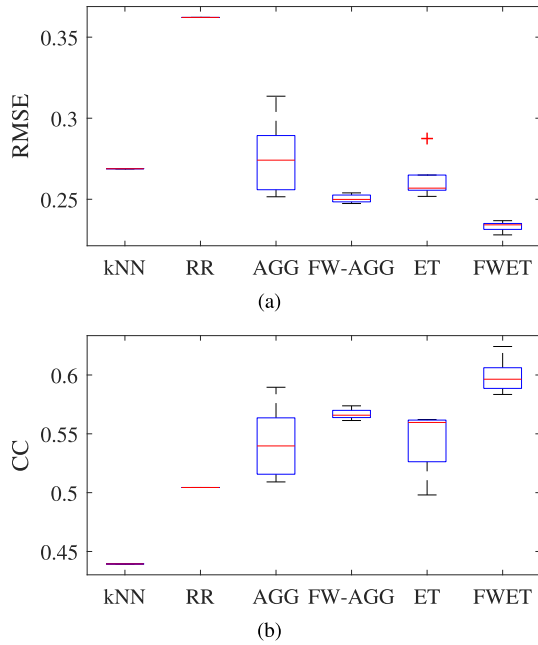 0.35
0.3
0.25
RMSE
kNN RR AGG FW-AGG ET FWET
(a)
0.6
0.55
0.5
0.45
CC
kNN RR AGG FW-AGG ET FWET
(b)